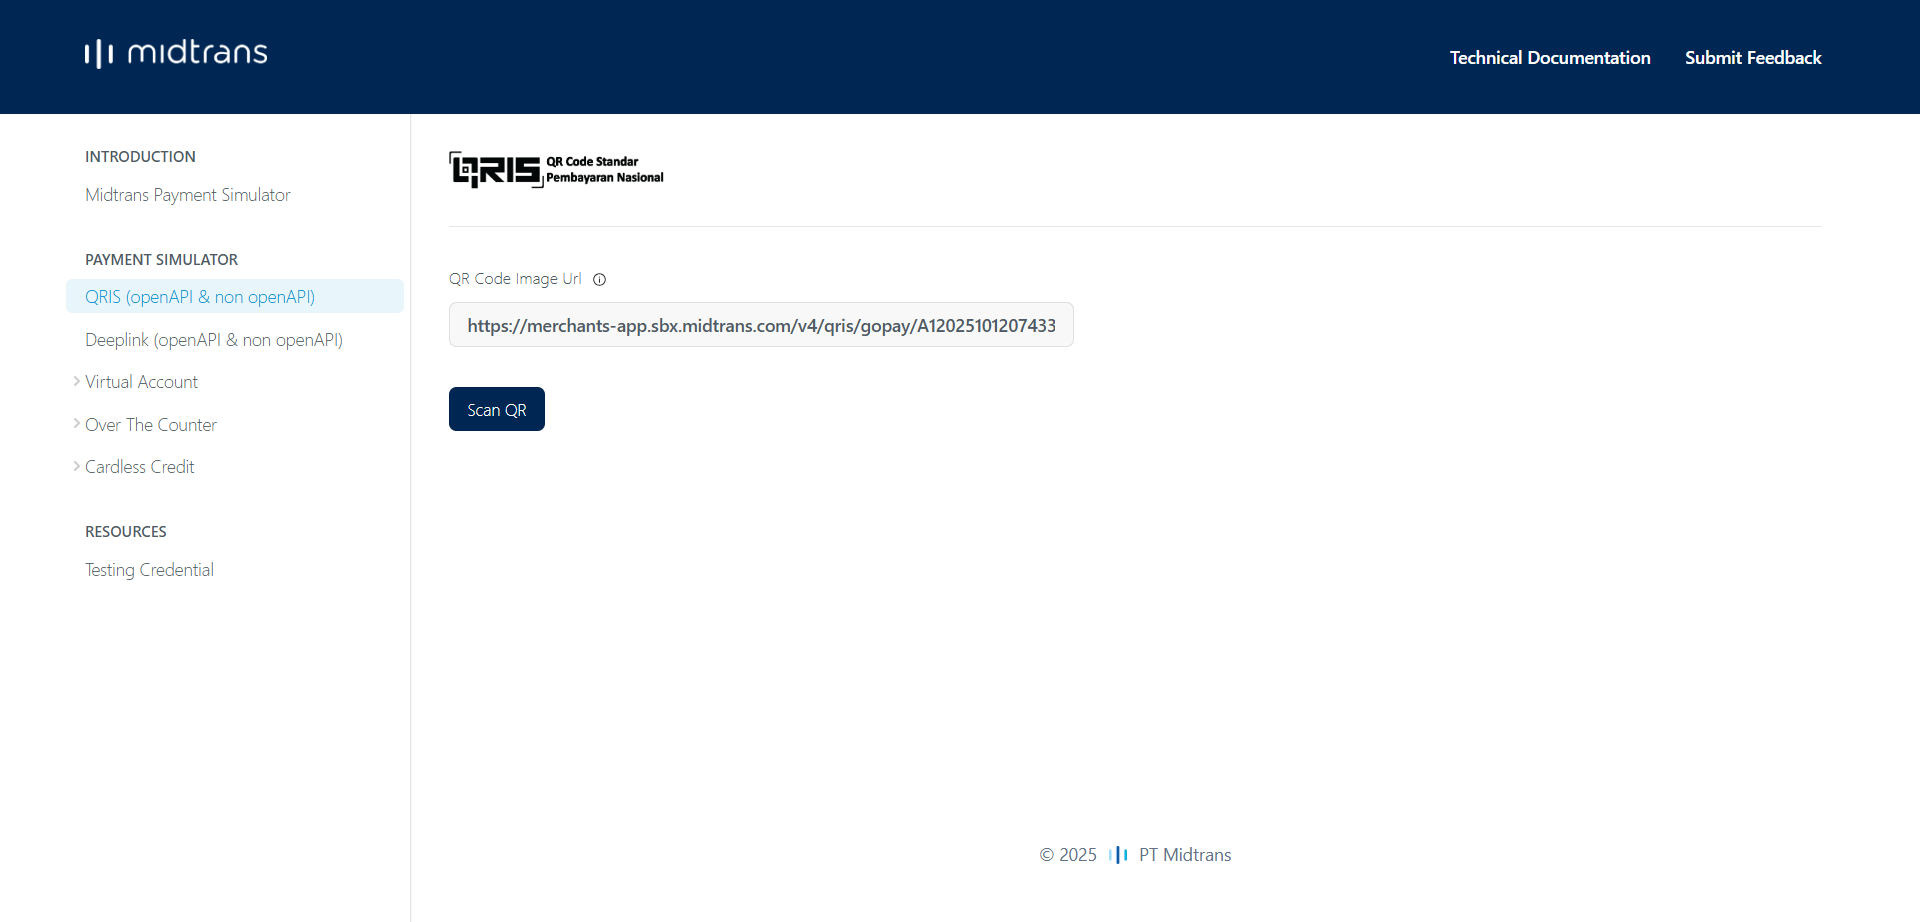 midtrans
Technical Documentation
Submit Feedback
INTRODUCTION
Midtrans Payment Simulator
PAYMENT SIMULATOR
QRIS (openAPI & non openAPI)
Deeplink (openAPI & non openAPI)
Virtual Account
Over The Counter
Cardless Credit
RESOURCES
Testing Credential
QRIS QR Code Standar
Pembayaran Nasional
QR Code Image Url
https://merchants-app.sbx.midtrans.com/v4/qris/gopay/A12025101207433
Scan QR
© 2025 PT Midtrans